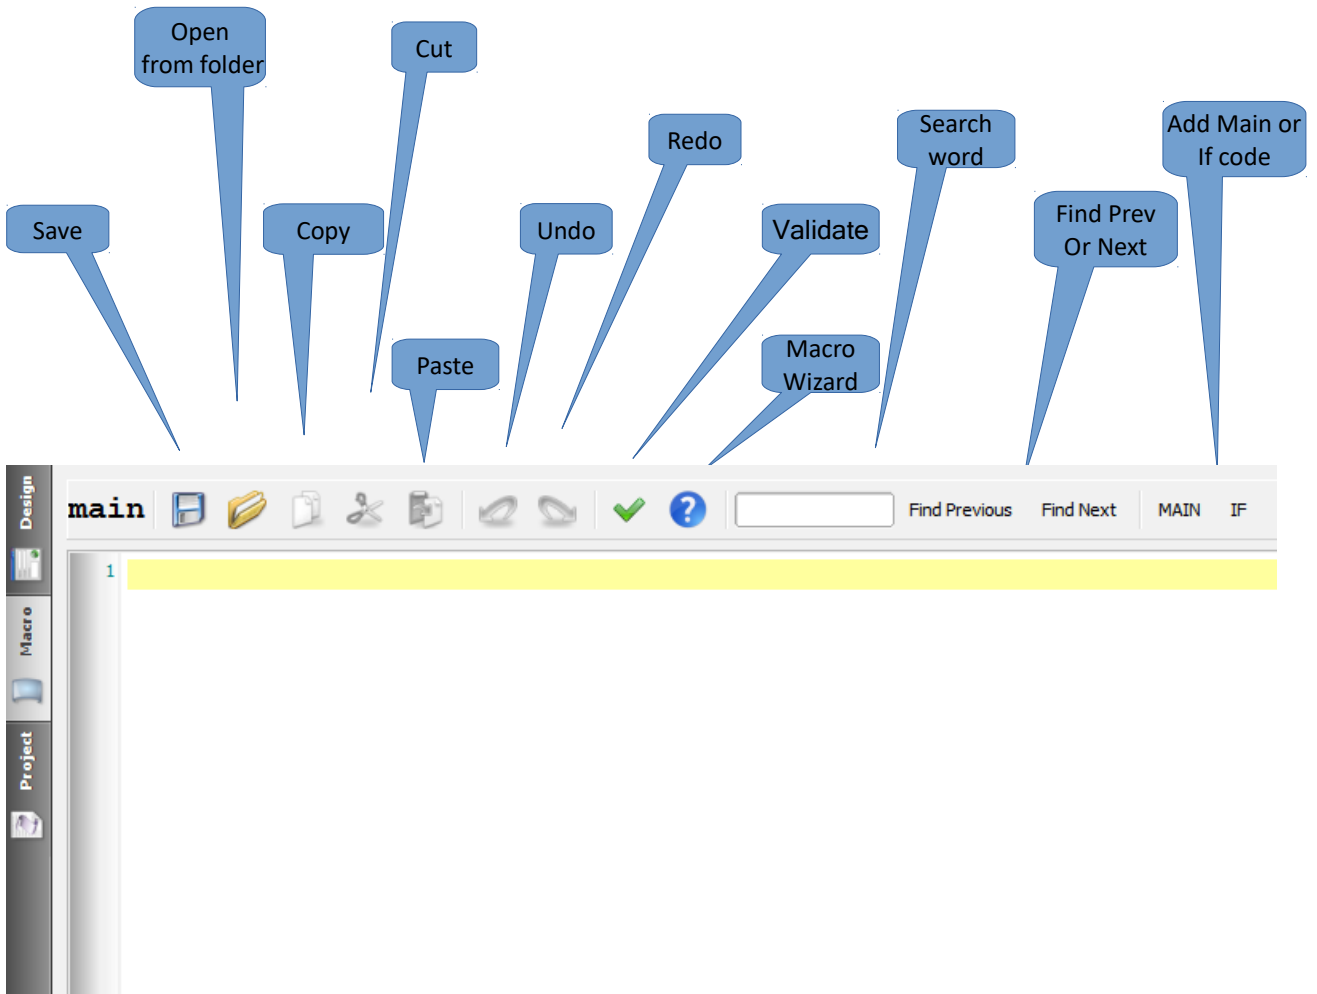 Open
from folder
Cut
Add Main or
If code
Search
word
Redo
Find Prev
Or Next
Save
Copy
Undo
Validate
Macro
Wizard
Paste
Design
main
Find Previous
Find Next
MAIN
IF
1
Macro
Project